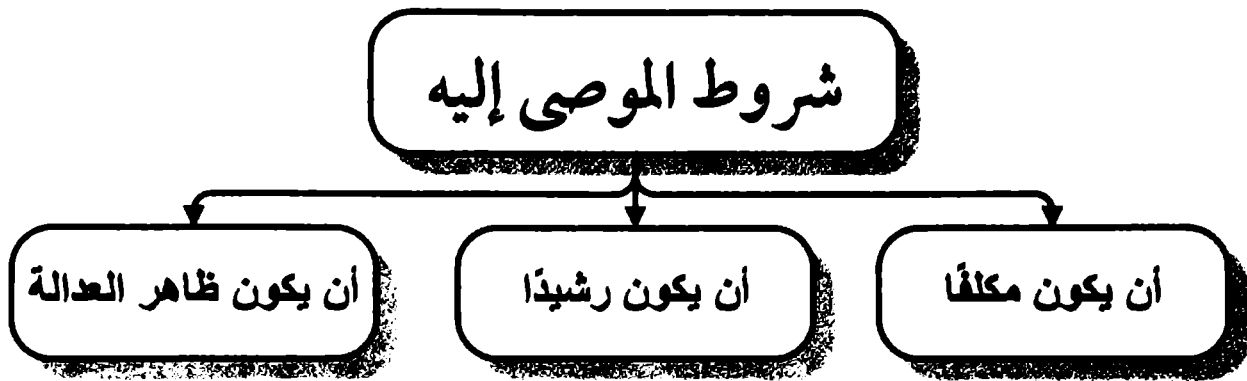 شروط الموصى إليه
أن يكون مكلفًا
أن يكون رشيدًا
أن يكون ظاهر العدالة